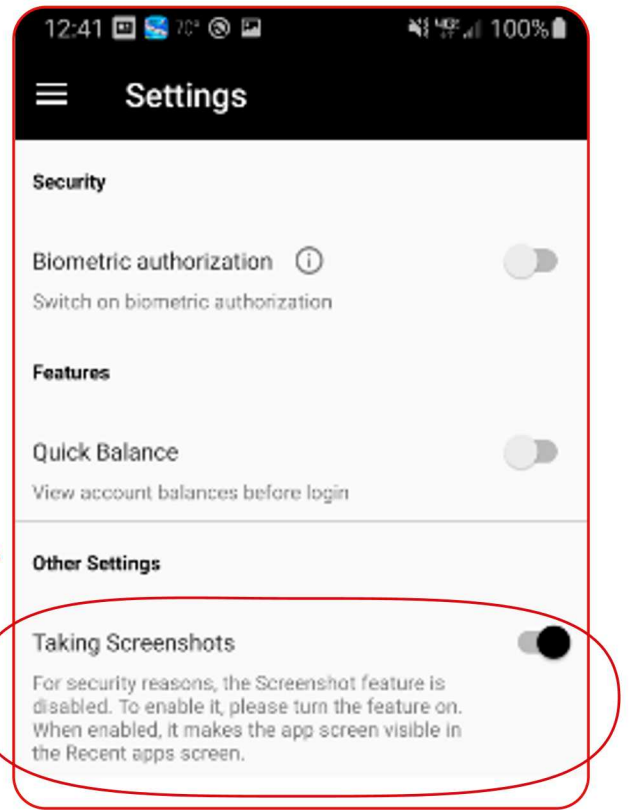 12:41 70° 100%
Settings
Security
Biometric authorization
Switch on biometric authorization
Features
Quick Balance
View account balances before login
Other Settings
Taking Screenshots
For security reasons, the Screenshot feature is
disabled. To enable it, please turn the feature on.
When enabled, it makes the app screen visible in
the Recent apps screen.